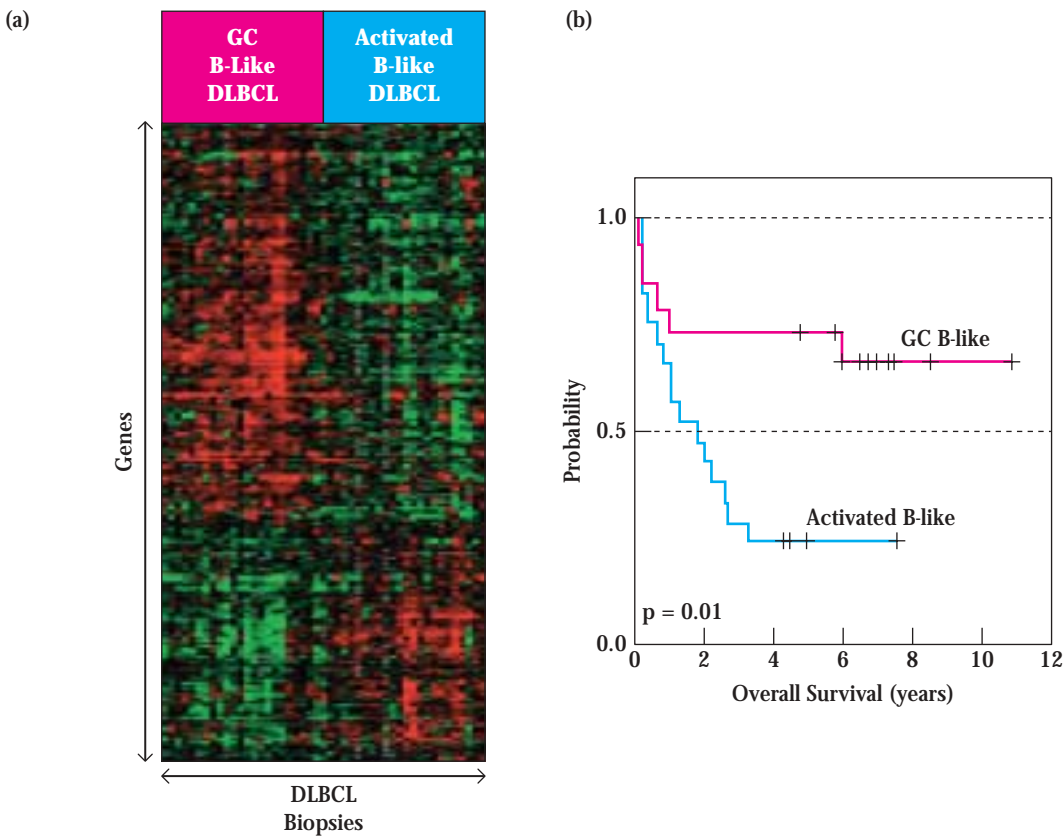 (a)
GC
B-Like
DLBCL
Activated
B-like
DLBCL
Genes
DLBCL
Biopsies
(b)
Probability
1.0
0.5
0.0
GC B-like
Activated B-like
p = 0.01
0 2 4 6 8 10 12
Overall Survival (years)